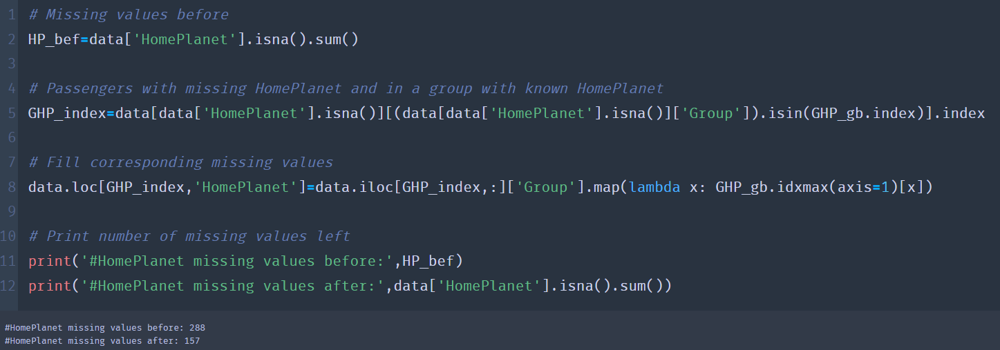 1 # Missing values before
2 HP_bef=data['HomePlanet'].isna().sum()
3
4 # Passengers with missing HomePlanet and in a group with known HomePlanet
5 GHP_index=data[data['HomePlanet'].isna()][(data[data['HomePlanet'].isna()]['Group']).isin(GHP_gb.index)].index
6
7 # Fill corresponding missing values
8 data.loc[GHP_index,'HomePlanet']=data.iloc[GHP_index,:]['Group'].map(lambda x: GHP_gb.idxmax(axis=1)[x])
9
10 # Print number of missing values left
11 print('#HomePlanet missing values before:',HP_bef)
12 print('#HomePlanet missing values after:',data['HomePlanet'].isna().sum())
#HomePlanet missing values before: 288
#HomePlanet missing values after: 157